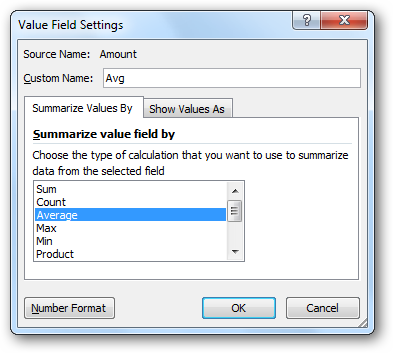 Value Field Settings
Source Name: Amount
Custom Name: Avg
Summarize Values By Show Values As
Summarize value field by
Choose the type of calculation that you want to use to summarize
data from the selected field
Sum
Count
Average
Max
Min
Product
Number Format OK Cancel